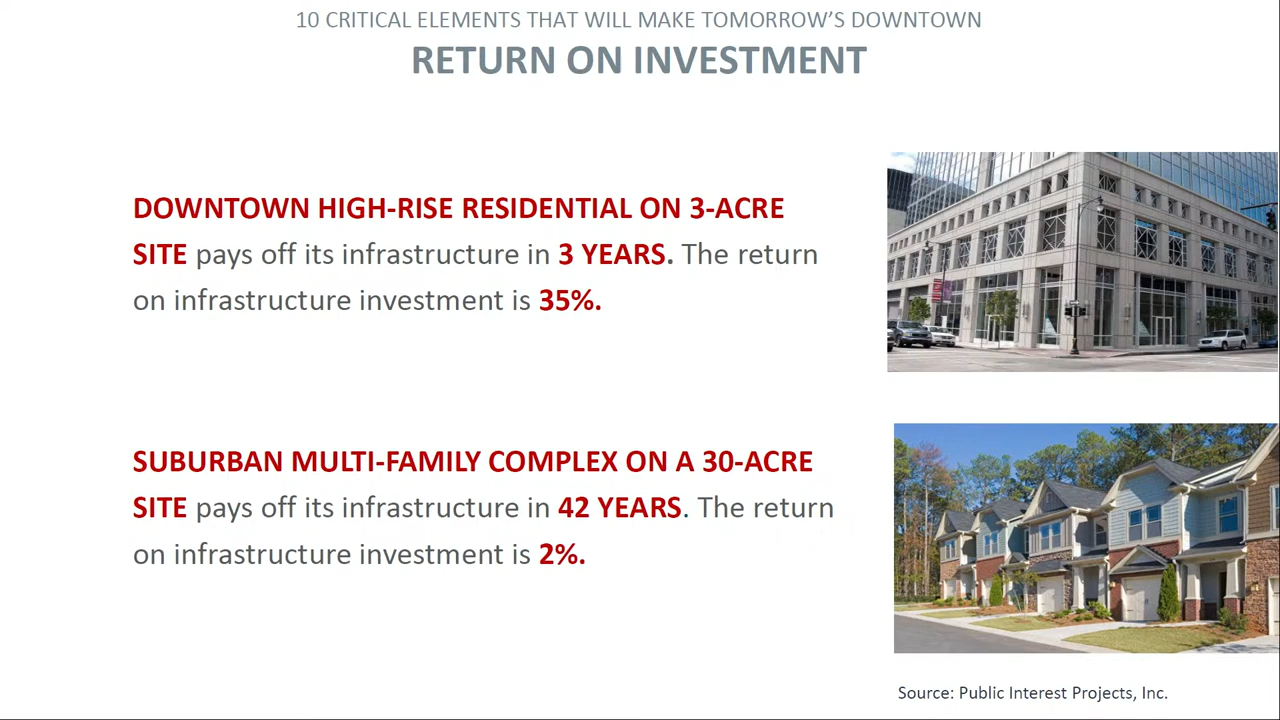 10 CRITICAL ELEMENTS THAT WILL MAKE TOMORROW’S DOWNTOWN
RETURN ON INVESTMENT
DOWNTOWN HIGH-RISE RESIDENTIAL ON 3-ACRE
SITE pays off its infrastructure in 3 YEARS. The return
on infrastructure investment is 35%.
SUBURBAN MULTI-FAMILY COMPLEX ON A 30-ACRE
SITE pays off its infrastructure in 42 YEARS. The return
on infrastructure investment is 2%.
Source: Public Interest Projects, Inc.